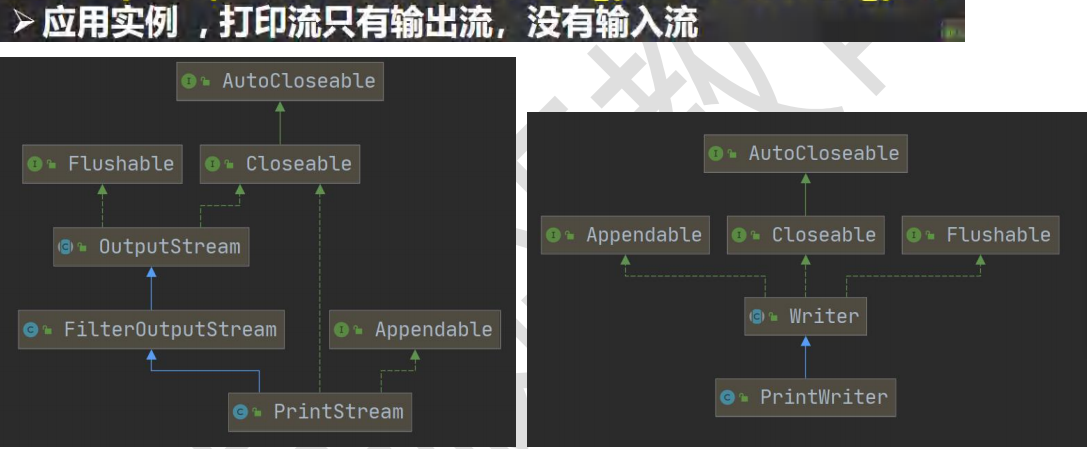 ➢ 应用实例 ，打印流只有输出流，没有输入流
AutoCloseable
Flushable
Closeable
OutputStream
FilterOutputStream
Appendable
PrintStream
AutoCloseable
Appendable
Closeable
Flushable
Writer
PrintWriter